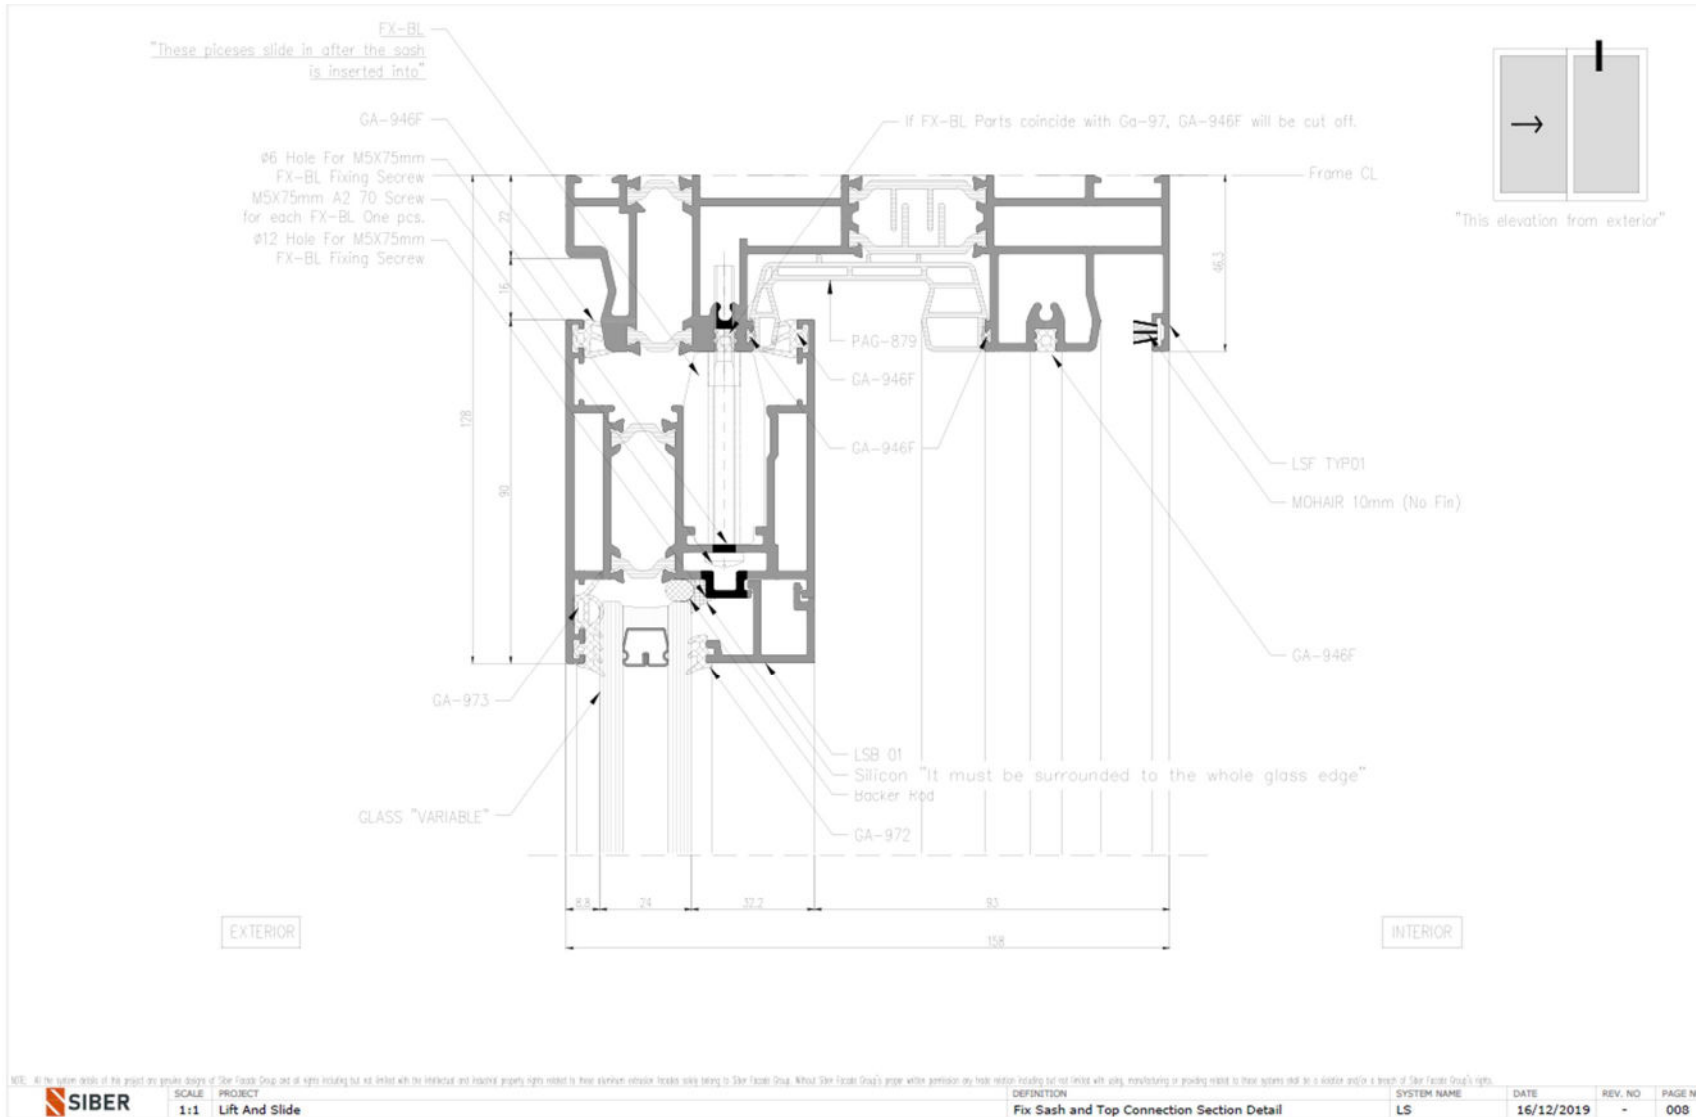 FX-BL
"These piceses slide in after the sash
is inserted into"
GA-946F
If FX-BL Parts coincide with Ga-97, GA-946F will be cut off.
ø6 Hole For M5X75mm
FX-BL Fixing Secrew
M5X75mm A2 70 Screw
for each FX-BL One pcs.
ø12 Hole For M5X75mm
FX-BL Fixing Secrew
Frame CL
"This elevation from exterior"
22
16
46.3
128
90
PAG-879
GA-946F
GA-946F
LSF TYP01
MOHAIR 10mm (No Fin)
GA-946F
GA-973
LSB 01
Silicon "It must be surrounded to the whole glass edge"
Backer Rod
GLASS "VARIABLE"
GA-972
8.8
24
32.2
93
158
EXTERIOR
INTERIOR
SIBER
SCALE
1:1
PROJECT
Lift And Slide
DEFINITION
Fix Sash and Top Connection Section Detail
SYSTEM NAME
LS
DATE
16/12/2019
REV. NO
-
PAGE N
008